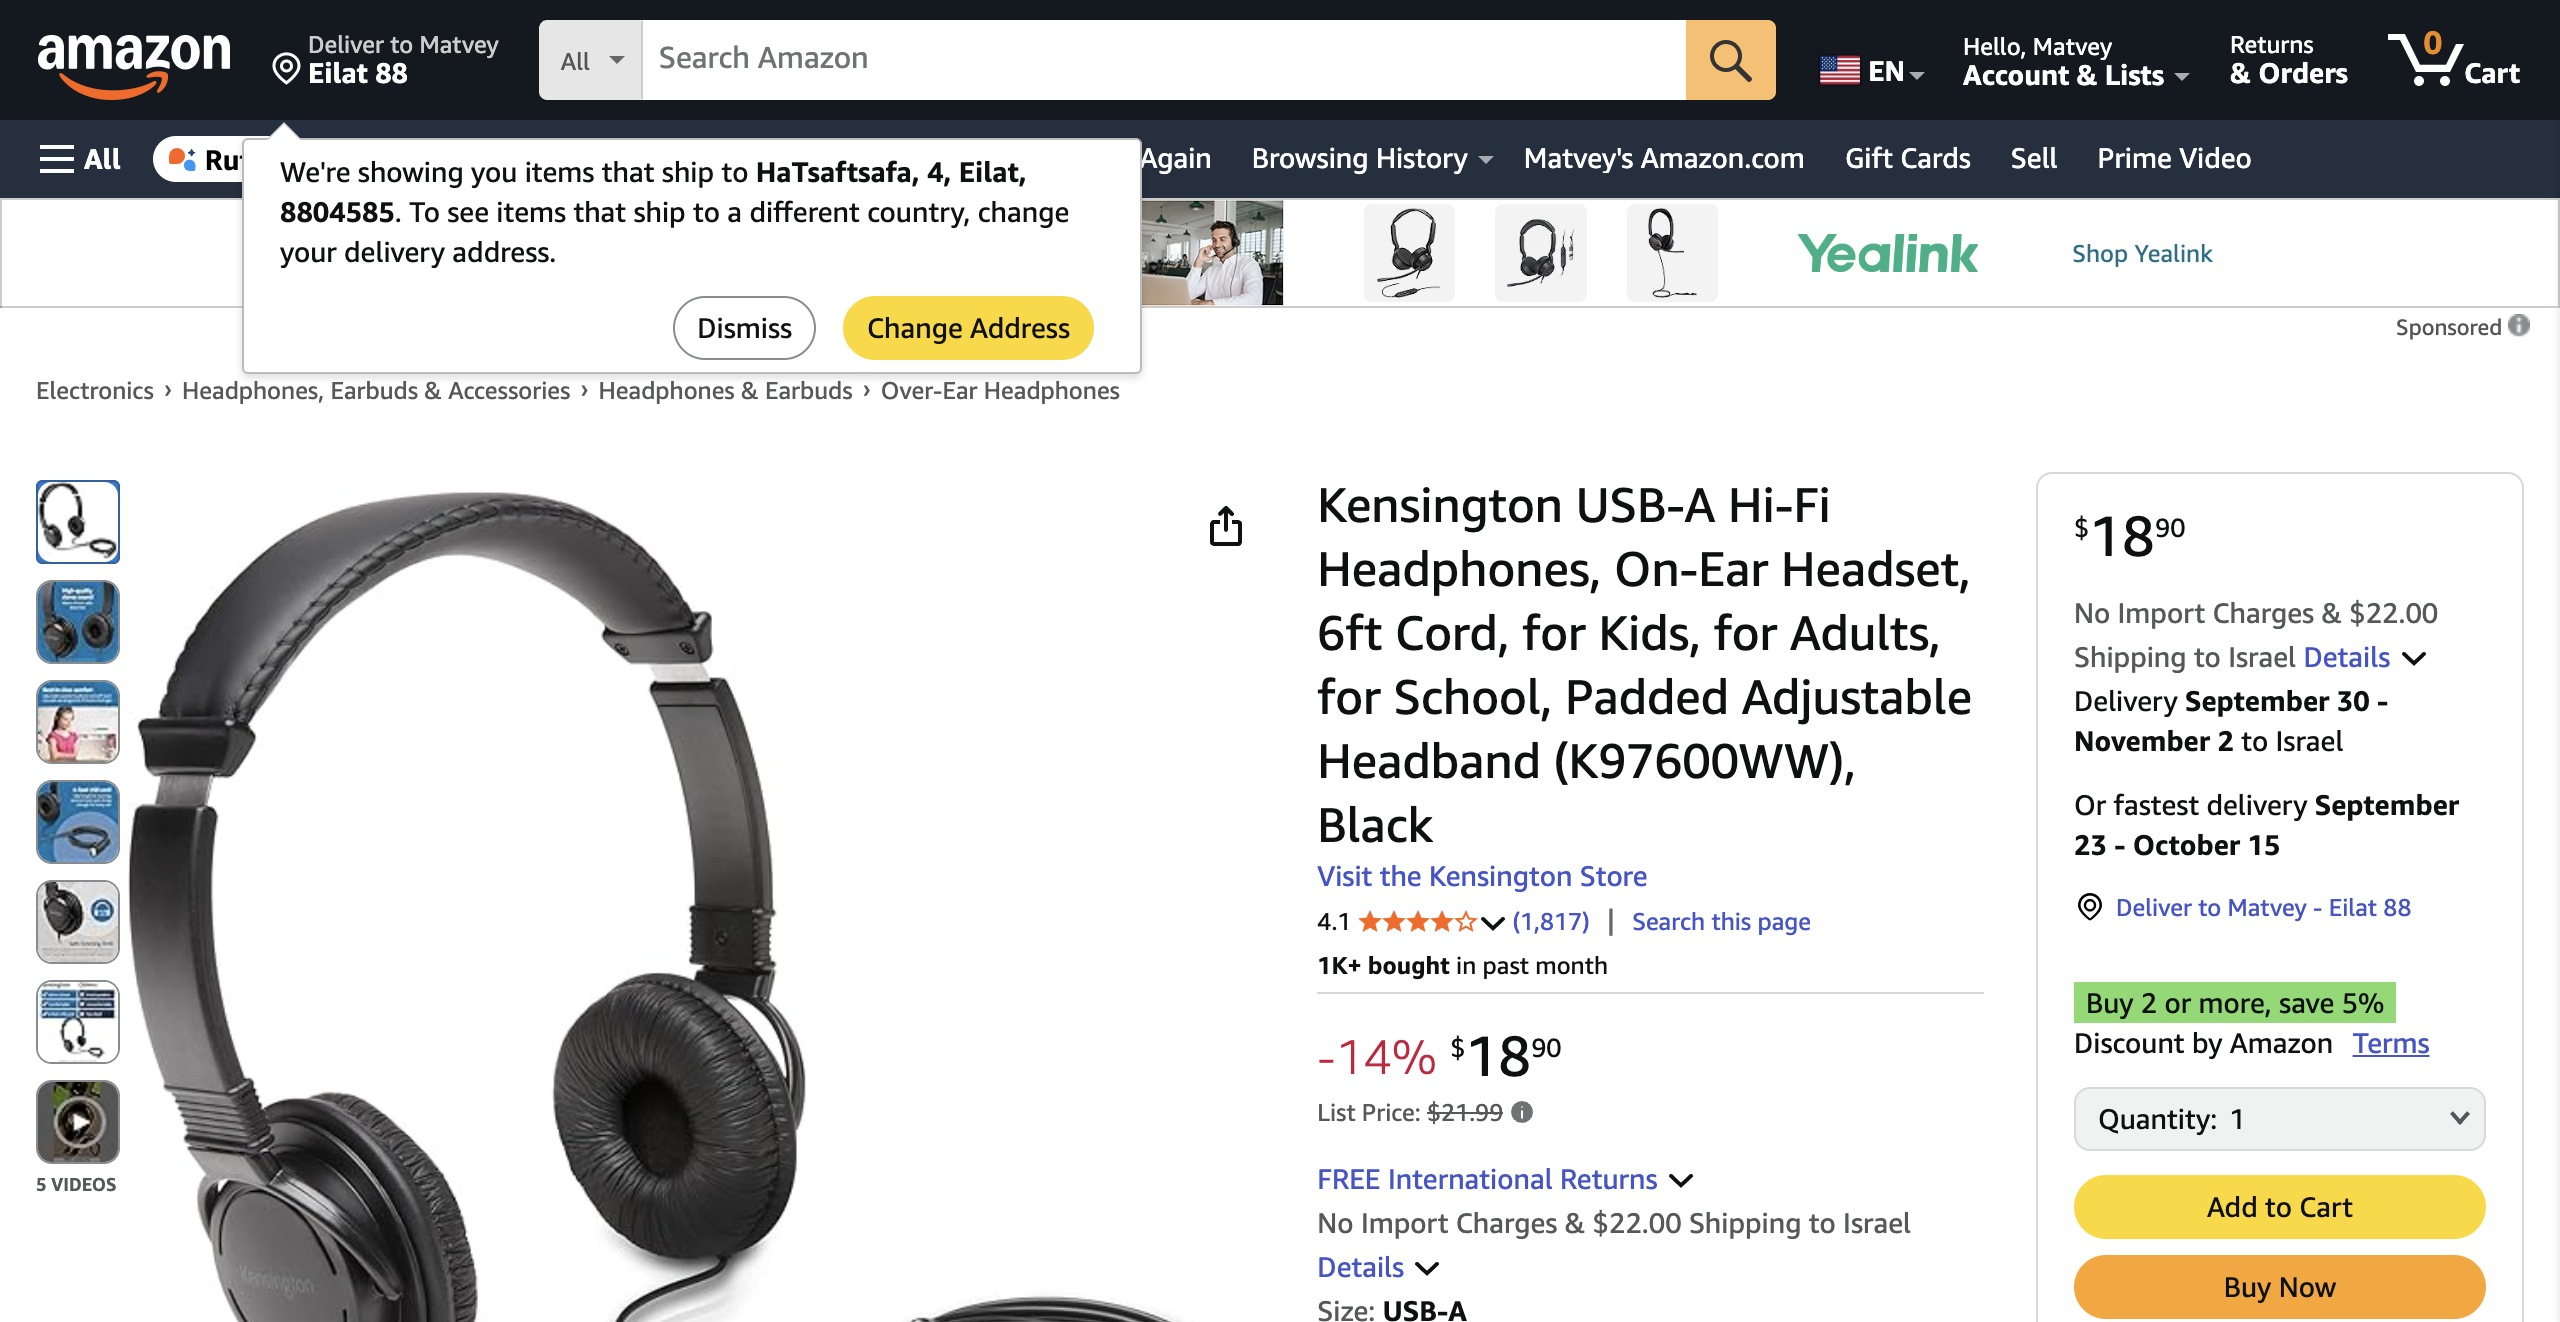 amazon
Deliver to Matvey
Eilat 88
All
Search Amazon
EN
Hello, Matvey
Account & Lists
Returns
& Orders
0
Cart
All
Again
Browsing History
Matvey's Amazon.com
Gift Cards
Sell
Prime Video
We're showing you items that ship to HaTsaftsafa, 4, Eilat,
8804585. To see items that ship to a different country, change
your delivery address.
Dismiss
Change Address
Yealink
Shop Yealink
Sponsored
Electronics › Headphones, Earbuds & Accessories › Headphones & Earbuds › Over-Ear Headphones
5 VIDEOS
Kensington
Kensington USB-A Hi-Fi
Headphones, On-Ear Headset,
6ft Cord, for Kids, for Adults,
for School, Padded Adjustable
Headband (K97600WW),
Black
Visit the Kensington Store
4.1 (1,817) | Search this page
1K+ bought in past month
-14% $18 90
List Price: $21.99
FREE International Returns
No Import Charges & $22.00 Shipping to Israel
Details
Size: USB-A
$18 90
No Import Charges & $22.00
Shipping to Israel Details
Delivery September 30 -
November 2 to Israel
Or fastest delivery September
23 - October 15
Deliver to Matvey - Eilat 88
Buy 2 or more, save 5%
Discount by Amazon Terms
Quantity: 1
Add to Cart
Buy Now